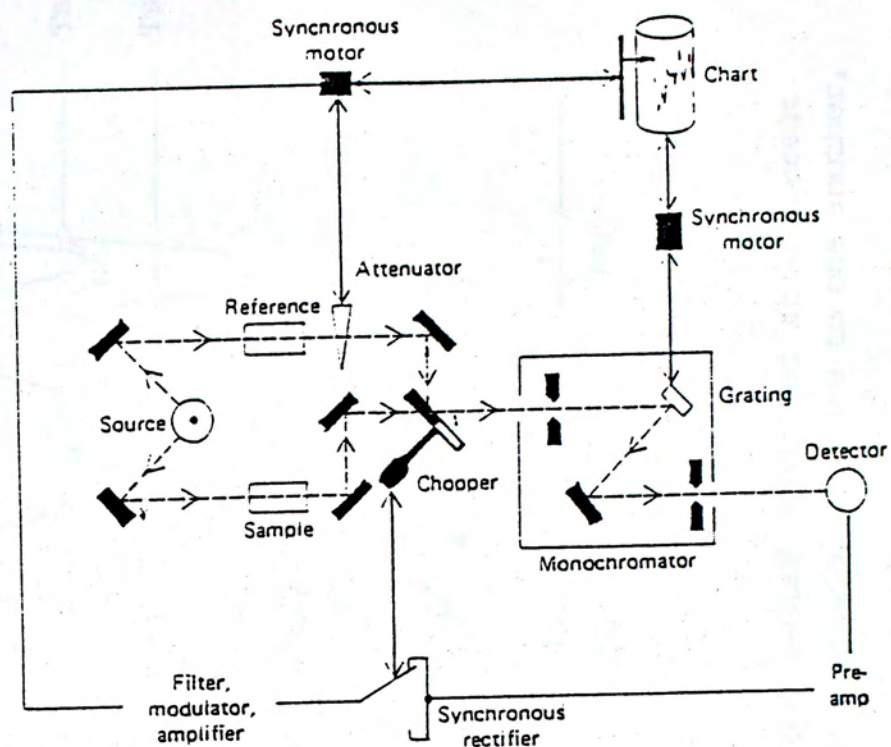 Synchronous
motor
Chart
Synchronous
motor
Attenuator
Reference
Grating
Source
Detector
Chopper
Sample
Monochromator
Filter,
modulator,
amplifier
Synchronous
rectifier
Pre-
amp